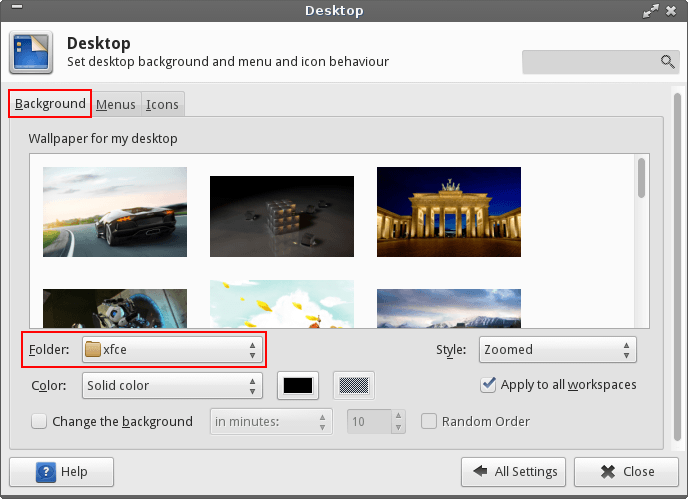 Desktop
Desktop
Set desktop background and menu and icon behaviour
Background Menus Icons
Wallpaper for my desktop
Folder: xfce Style: Zoomed
Color: Solid color Apply to all workspaces
Change the background in minutes: 10 Random Order
Help All Settings Close